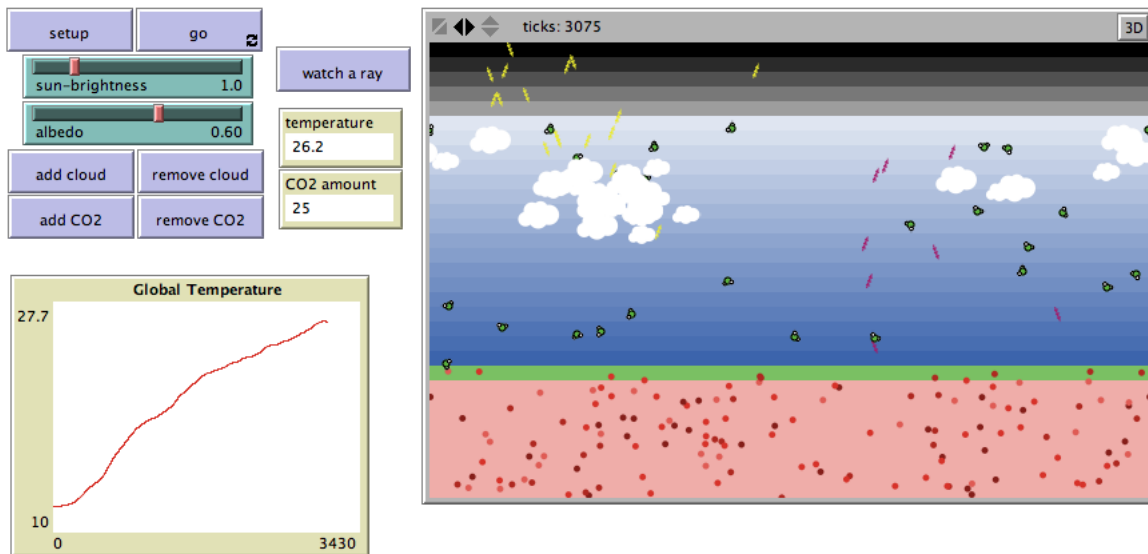 setup
go
sun-brightness 1.0
albedo 0.60
add cloud
remove cloud
add CO2
remove CO2
watch a ray
temperature
26.2
CO2 amount
25
Global Temperature
27.7
10
0
3430
ticks: 3075
3D